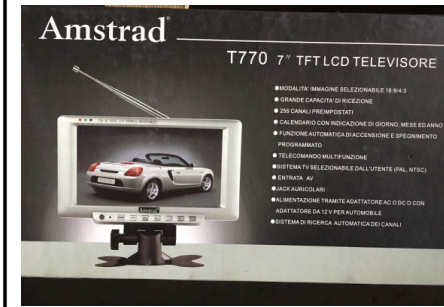 Amstrad
T770 7" TFT LCD TELEVISORE
●MODALITA' IMMAGINE SELEZIONABILE 16:9/4:3
● GRANDE CAPACITA' DI RICEZIONE
● 255 CANALI PREIMPOSTATI
● CALENDARIO CON INDICAZIONE DI GIORNO, MESE ED ANNO
● FUNZIONE AUTOMATICA DI ACCENSIONE E SPEGNIMENTO
PROGRAMMATO
● TELECOMANDO MULTIFUNZIONE
●SISTEMA TV SELEZIONABILE DALL'UTENTE (PAL, NTSC)
● ENTRATA AV
●JACK AURICOLARI
●ALIMENTAZIONE TRAMITE ADATTATORE AC O DC O CON
ADATTATORE DA 12 V PER AUTOMOBILE
●SISTEMA DI RICERCA AUTOMATICA DEI CANALI
Amstrad